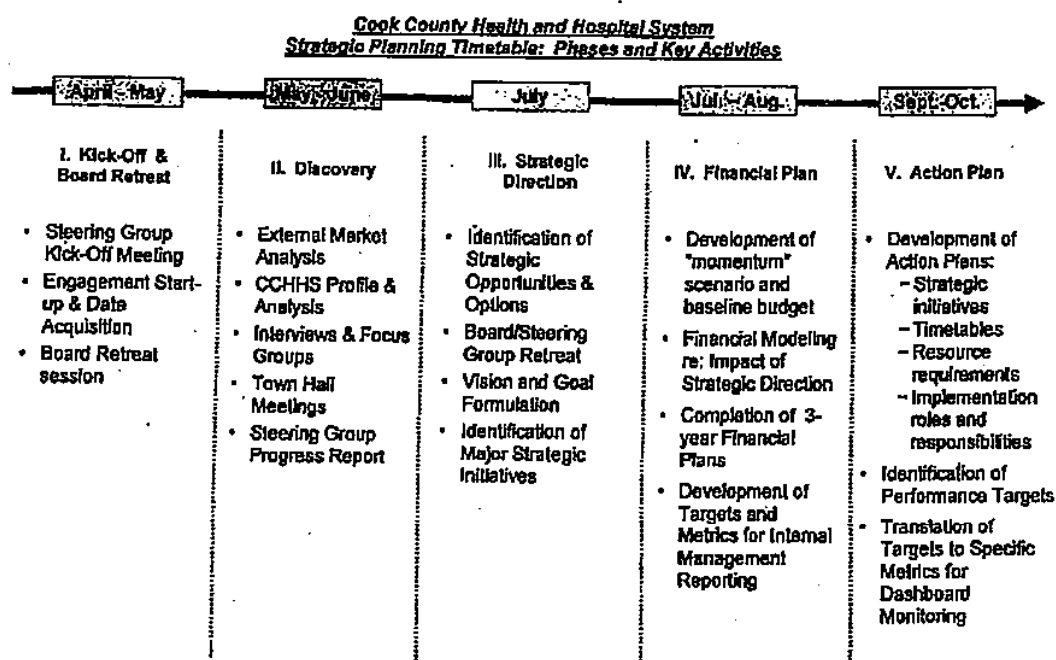 Cook County Health and Hospital System
Strategic Planning Timetable: Phases and Key Activities
April - May
May - June
July
Jul - Aug.
Sept. Oct.
I. Kick-Off &
Board Retreat
Steering Group
Kick-Off Meeting
Engagement Start-
up & Data
Acquisition
Board Retreat
session
II. Discovery
External Market
Analysis
CCHHS Profile &
Analysis
Interviews & Focus
Groups
Town Hall
Meetings
Steering Group
Progress Report
III. Strategic
Direction
Identification of
Strategic
Opportunities &
Options
Board/Steering
Group Retreat
Vision and Goal
Formulation
Identification of
Major Strategic
Initiatives
IV. Financial Plan
Development of
"momentum"
scenario and
baseline budget
Financial Modeling
re; Impact of
Strategic Direction
Completion of 3-
year Financial
Plans
Development of
Targets and
Metrics for Internal
Management
Reporting
V. Action Plan
Development of
Action Plans:
– Strategic
initiatives
– Timetables
– Resource
requirements
– Implementation
roles and
responsibilities
Identification of
Performance Targets
Translation of
Targets to Specific
Metrics for
Dashboard
Monitoring